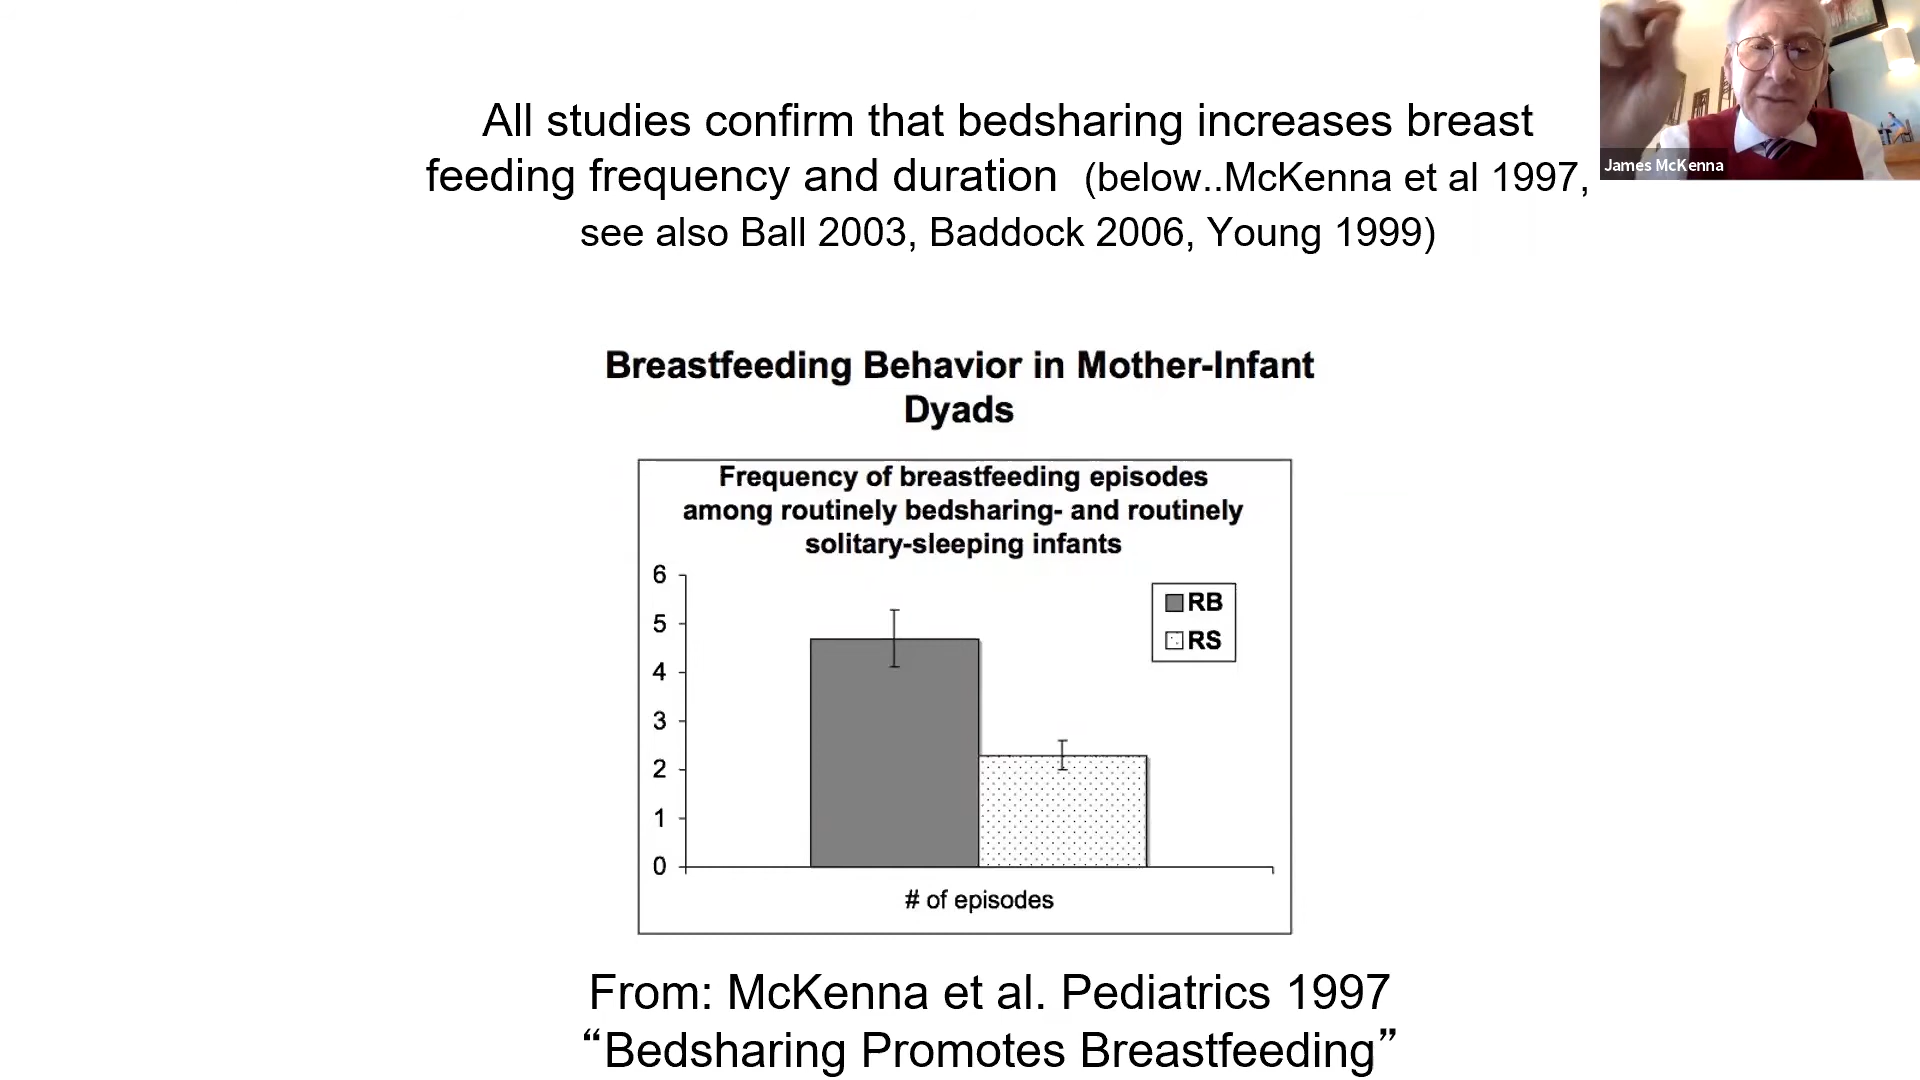 All studies confirm that bedsharing increases breast
feeding frequency and duration (below..McKenna et al 1997,
see also Ball 2003, Baddock 2006, Young 1999)
James McKenna
Breastfeeding Behavior in Mother-Infant
Dyads
Frequency of breastfeeding episodes
among routinely bedsharing- and routinely
solitary-sleeping infants
6
5
4
3
2
1
0
RB
RS
# of episodes
From: McKenna et al. Pediatrics 1997
“Bedsharing Promotes Breastfeeding”